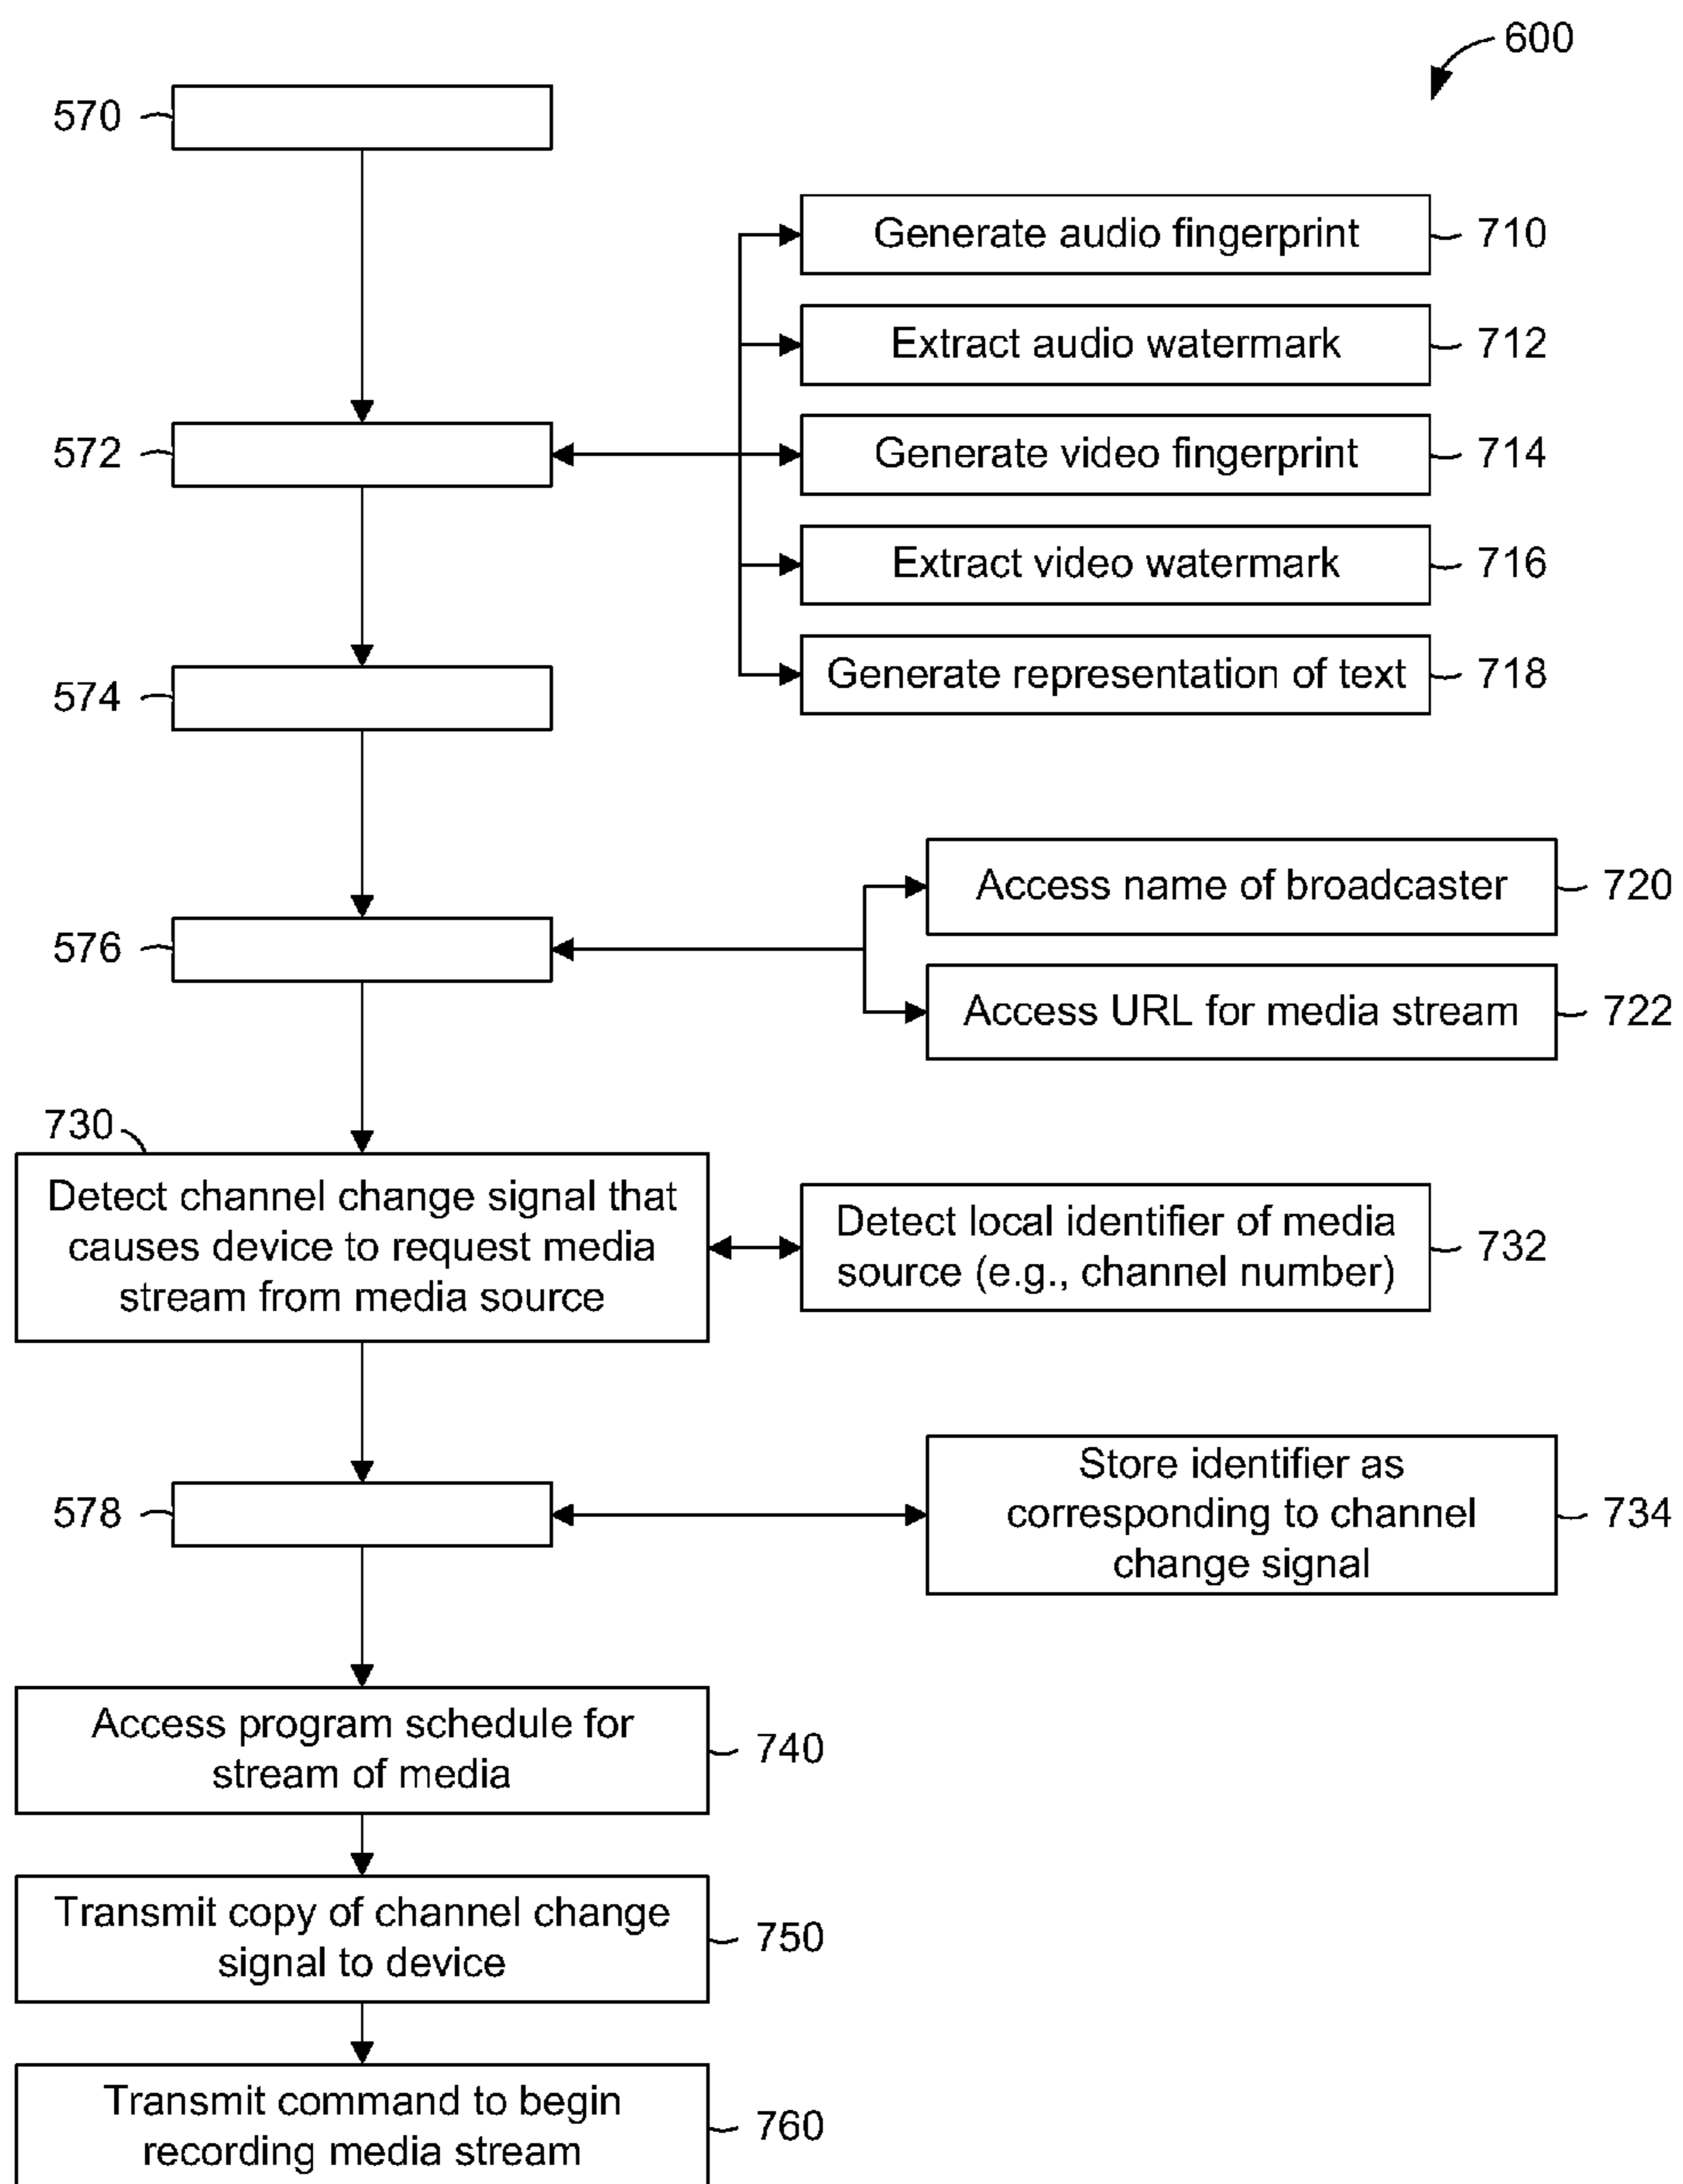 600
570
Generate audio fingerprint
710
Extract audio watermark
712
572
Generate video fingerprint
714
Extract video watermark
716
Generate representation of text
718
574
Access name of broadcaster
720
576
Access URL for media stream
722
730
Detect channel change signal that
causes device to request media
stream from media source
Detect local identifier of media
source (e.g., channel number)
732
578
Store identifier as
corresponding to channel
change signal
734
Access program schedule for
stream of media
740
Transmit copy of channel change
signal to device
750
Transmit command to begin
recording media stream
760